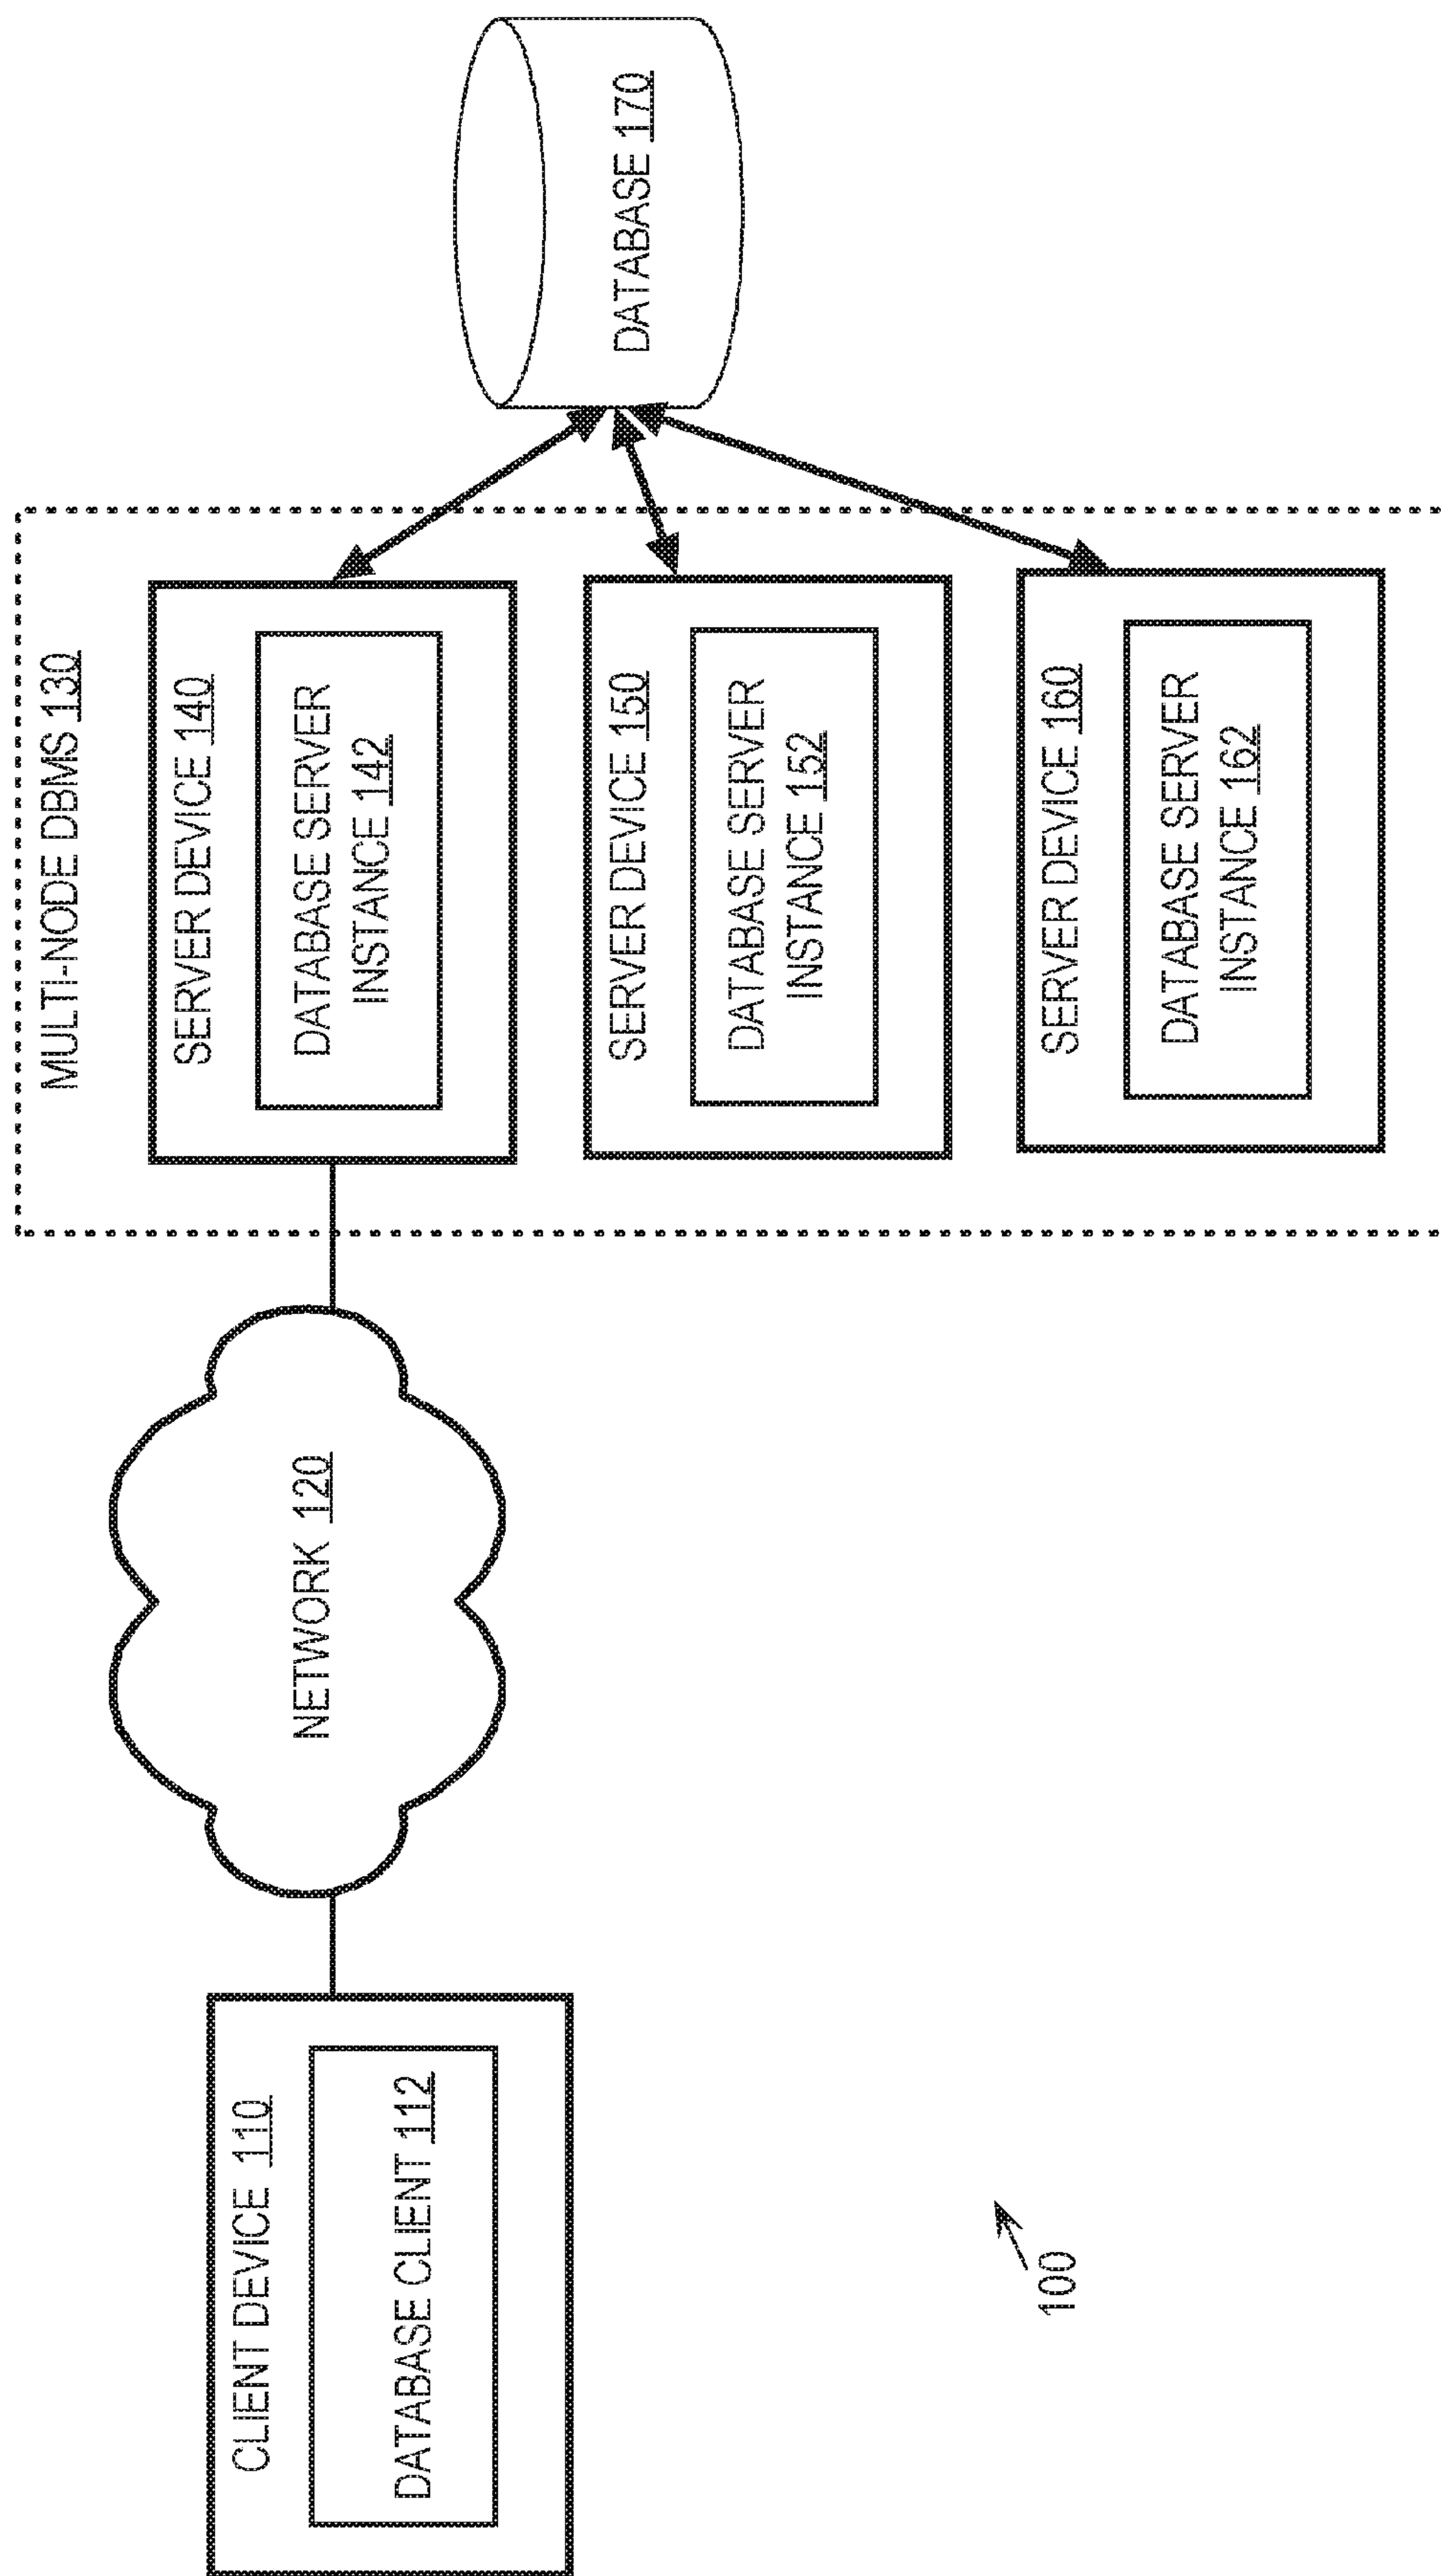 CLIENT DEVICE 110
DATABASE CLIENT 112
NETWORK 120
MULTI-NODE DBMS 130
SERVER DEVICE 140
DATABASE SERVER
INSTANCE 142
SERVER DEVICE 150
DATABASE SERVER
INSTANCE 152
SERVER DEVICE 160
DATABASE SERVER
INSTANCE 162
DATABASE 170
100